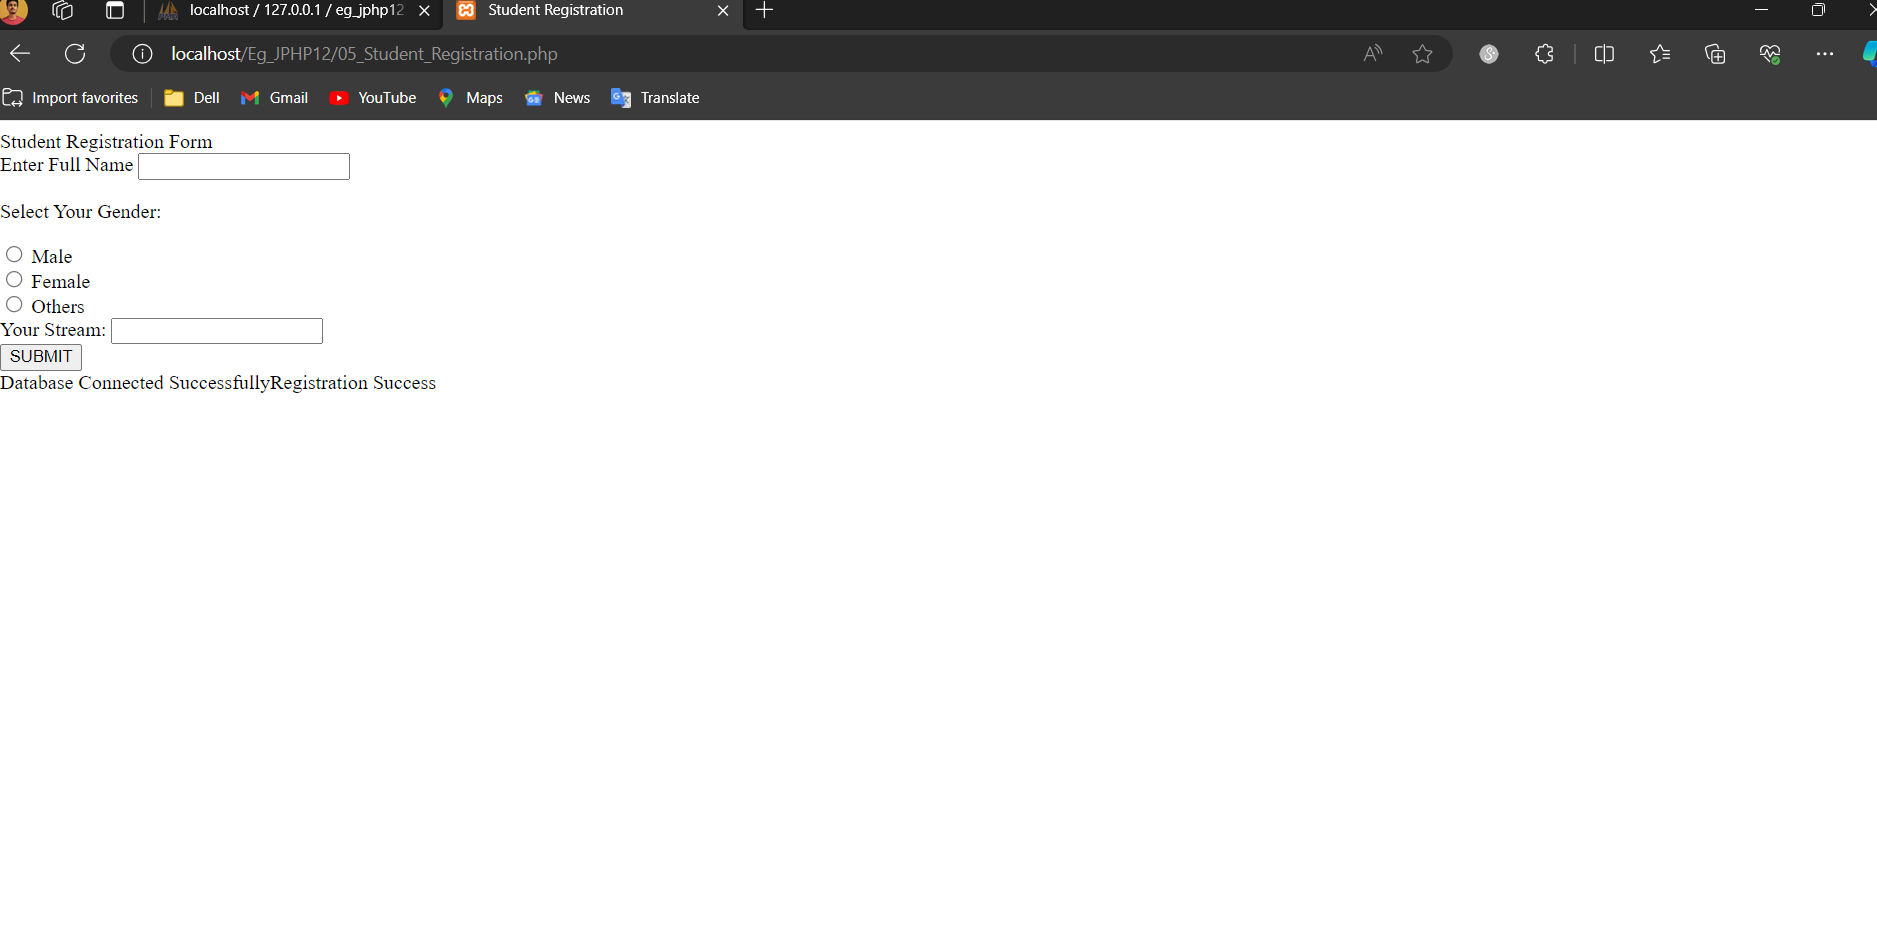 localhost / 127.0.0.1 / eg_jphp12
Student Registration
localhost/Eg_JPHP12/05_Student_Registration.php
Import favorites Dell Gmail YouTube Maps News Translate
Student Registration Form
Enter Full Name
Select Your Gender:
Male
Female
Others
Your Stream:
SUBMIT
Database Connected SuccessfullyRegistration Success